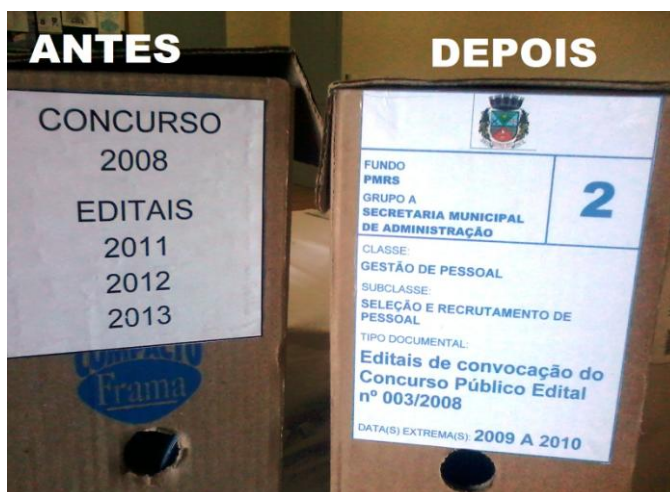 ANTES
DEPOIS
CONCURSO
2008
EDITAIS
2011
2012
2013
COMPACTO
Frama
FUNDO
PMRS
GRUPO A
SECRETARIA MUNICIPAL
DE ADMINISTRAÇÃO
2
CLASSE:
GESTÃO DE PESSOAL
SUBCLASSE:
SELEÇÃO E RECRUTAMENTO DE
PESSOAL
TIPO DOCUMENTAL:
Editais de convocação do
Concurso Público Edital
nº 003/2008
DATA(S) EXTREMA(S): 2009 A 2010